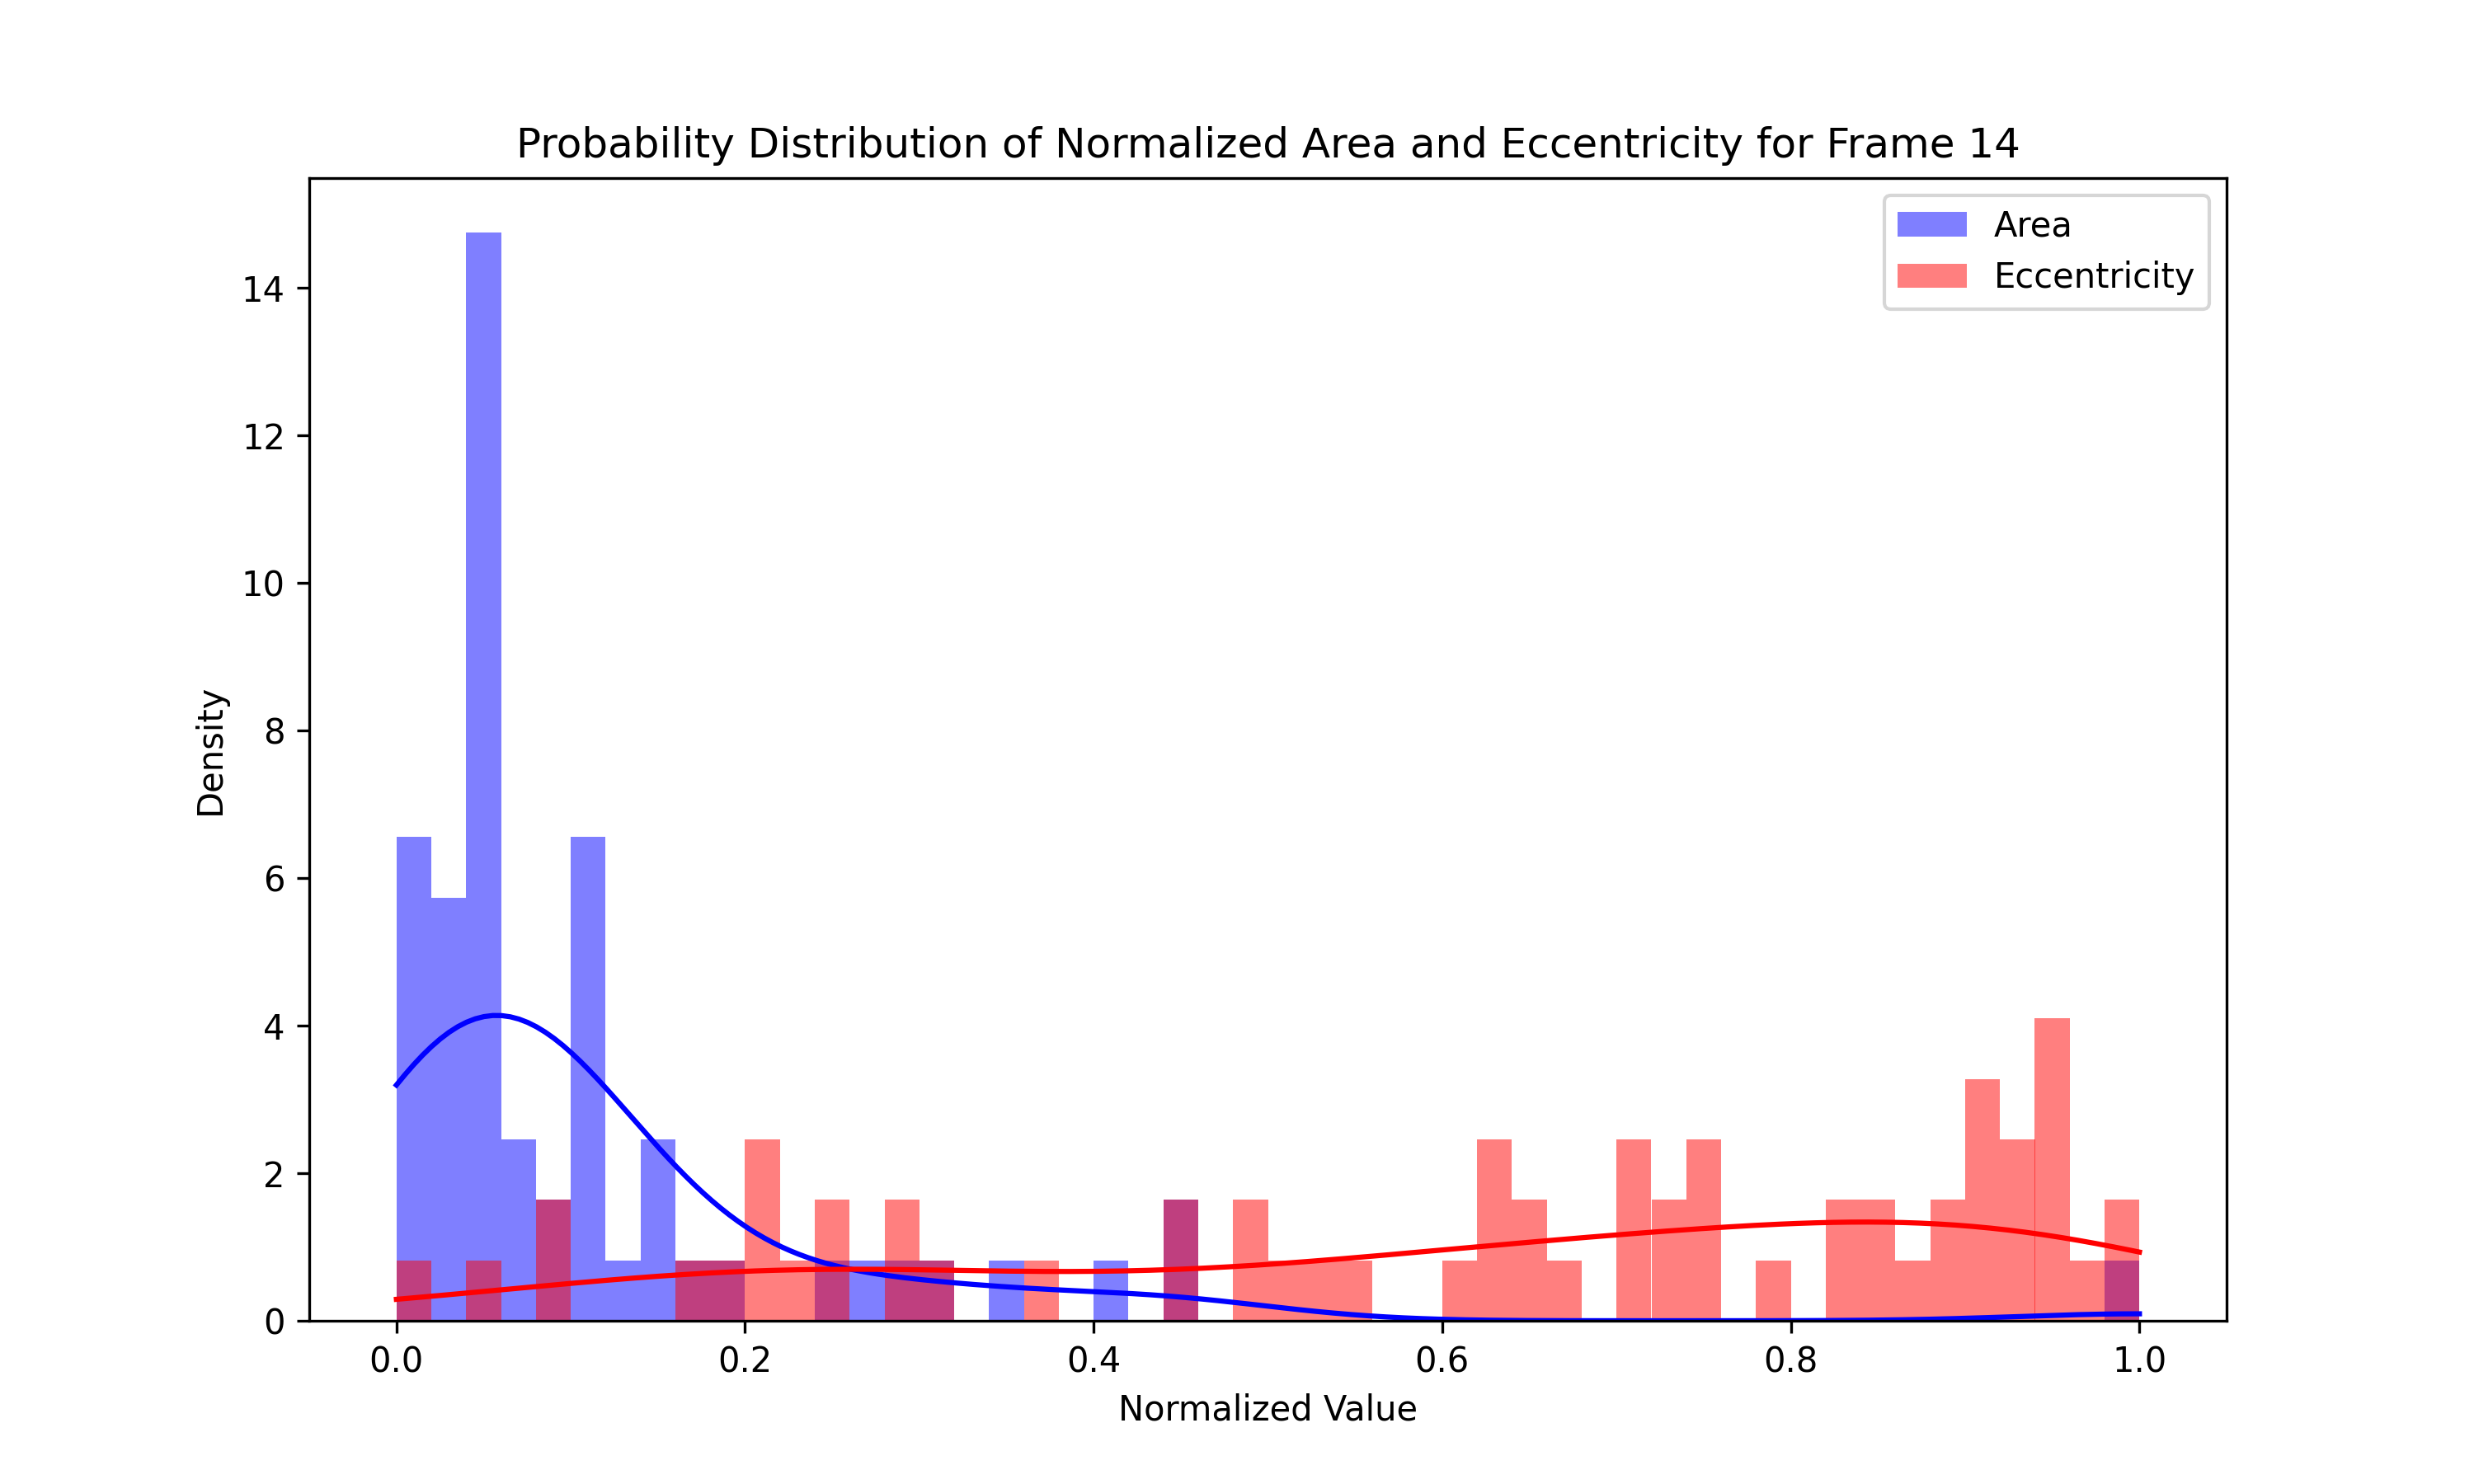 Probability Distribution of Normalized Area and Eccentricity for Frame 14
Area
Eccentricity
14
12
10
8
6
4
2
0
Density
0.0 0.2 0.4 0.6 0.8 1.0
Normalized Value